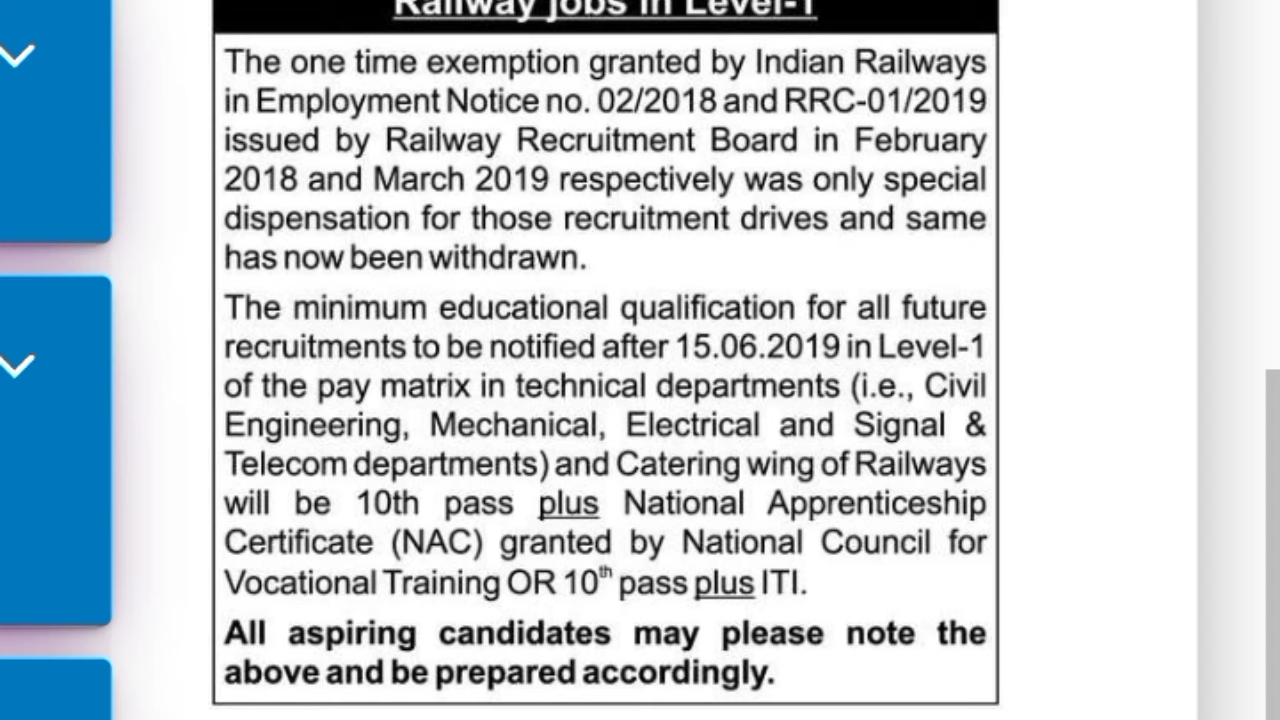 Railway jobs in Level-1
The one time exemption granted by Indian Railways
in Employment Notice no. 02/2018 and RRC-01/2019
issued by Railway Recruitment Board in February
2018 and March 2019 respectively was only special
dispensation for those recruitment drives and same
has now been withdrawn.
The minimum educational qualification for all future
recruitments to be notified after 15.06.2019 in Level-1
of the pay matrix in technical departments (i.e., Civil
Engineering, Mechanical, Electrical and Signal &
Telecom departments) and Catering wing of Railways
will be 10th pass plus National Apprenticeship
Certificate (NAC) granted by National Council for
Vocational Training OR 10th pass plus ITI.
All aspiring candidates may please note the
above and be prepared accordingly.